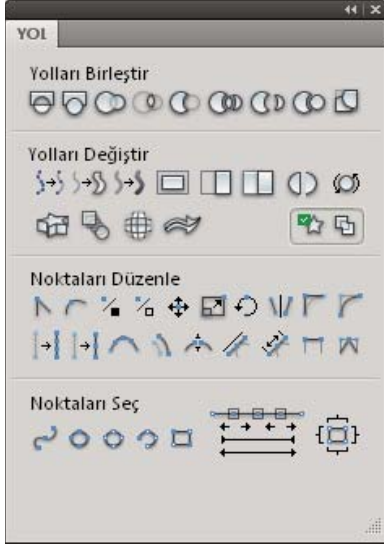 YOL
Yolları Birleştir
Yolları Değiştir
Noktaları Düzenle
Noktaları Seç